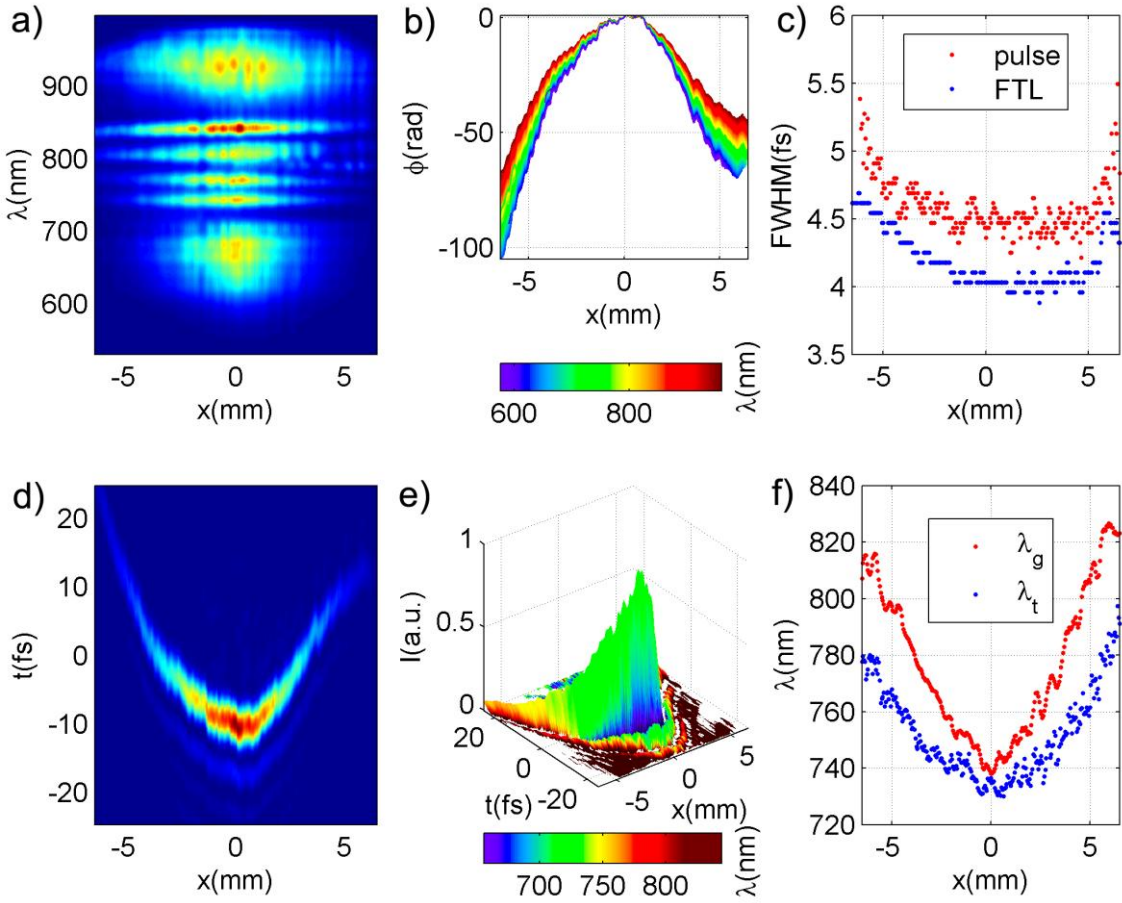 a)
λ(nm)
900
800
700
600
-5
0
5
x(mm)
b)
ϕ(rad)
0
-50
-100
-5
0
5
x(mm)
600
800
λ(nm)
c)
FWHM(fs)
6
5.5
5
4.5
4
3.5
pulse
FTL
-5
0
5
x(mm)
d)
t(fs)
20
10
0
-10
-20
-5
0
5
x(mm)
e)
I(a.u.)
1
0.5
0
20
0
-20
t(fs)
-5
0
5
x(mm)
700
750
800
λ(nm)
f)
λ(nm)
840
820
800
780
760
740
720
λg
λt
-5
0
5
x(mm)